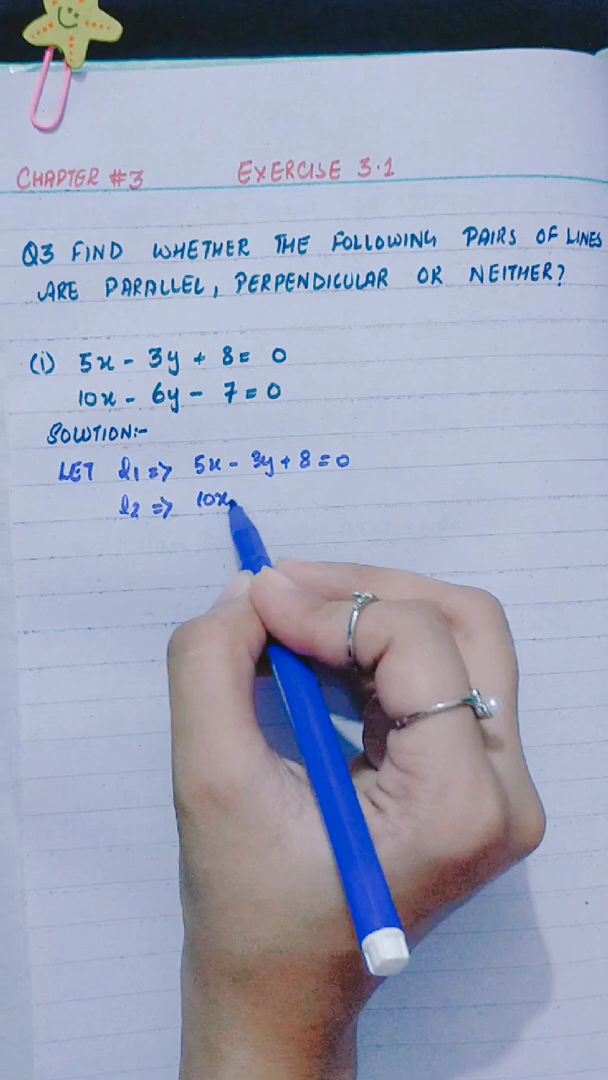 CHAPTER #3 EXERCISE 3.1
Q3 FIND WHETHER THE FOLLOWING PAIRS OF LINES
ARE PARALLEL, PERPENDICULAR OR NEITHER?
(i) 5x - 3y + 8 = 0
10x - 6y - 7 = 0
SOLUTION:-
LET l1 => 5x - 3y + 8 = 0
l2 => 10x